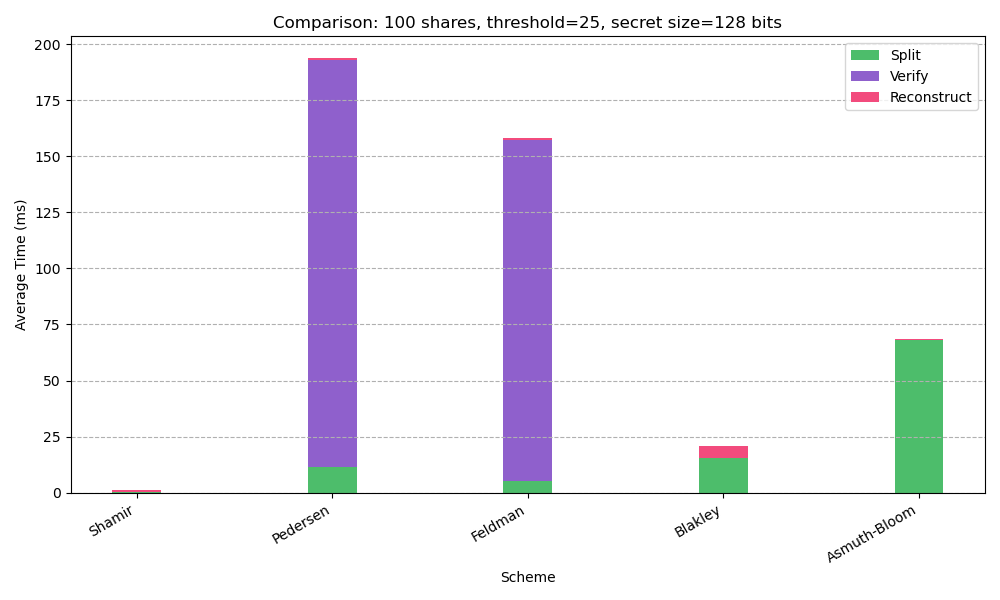 Comparison: 100 shares, threshold=25, secret size=128 bits
200
175
150
125
100
75
50
25
0
Average Time (ms)
Split
Verify
Reconstruct
Shamir
Pedersen
Feldman
Blakley
Asmuth-Bloom
Scheme